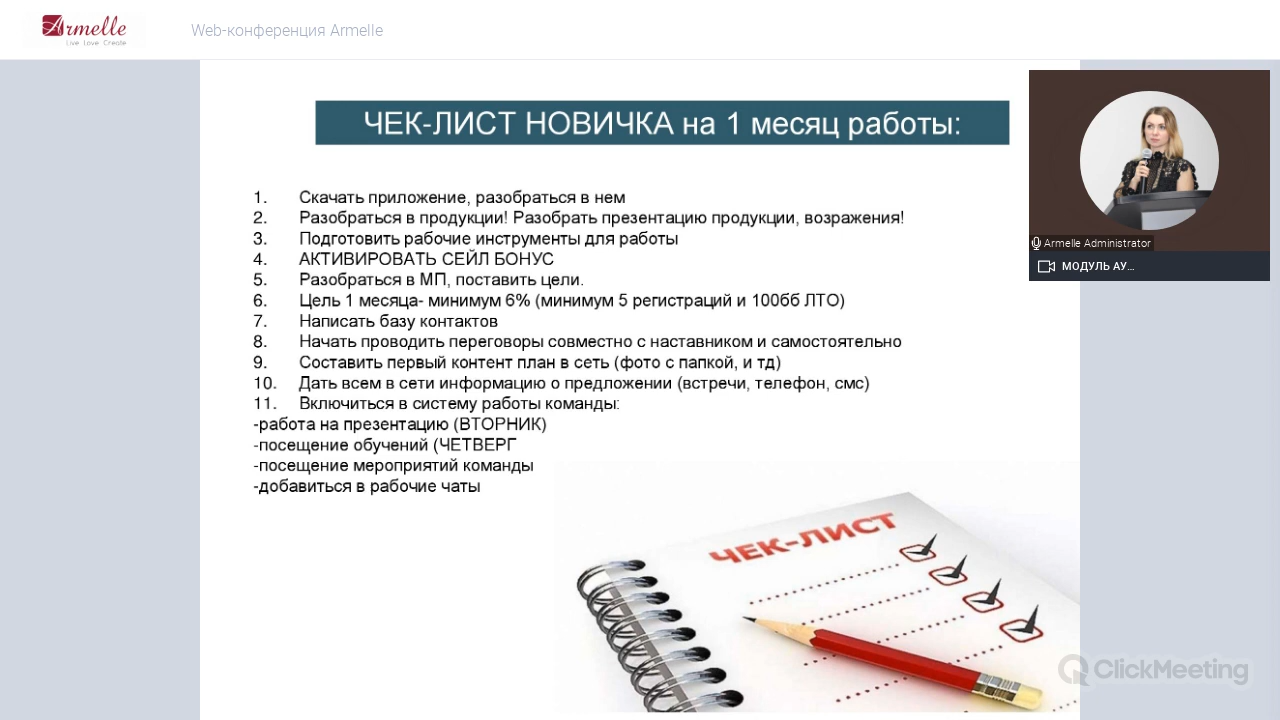 Armelle
Live Love Create
Web-конференция Armelle
ЧЕК-ЛИСТ НОВИЧКА на 1 месяц работы:
1. Скачать приложение, разобраться в нем
2. Разобраться в продукции! Разобрать презентацию продукции, возражения!
3. Подготовить рабочие инструменты для работы
4. АКТИВИРОВАТЬ СЕЙЛ БОНУС
5. Разобраться в МП, поставить цели.
6. Цель 1 месяца- минимум 6% (минимум 5 регистраций и 100бб ЛТО)
7. Написать базу контактов
8. Начать проводить переговоры совместно с наставником и самостоятельно
9. Составить первый контент план в сеть (фото с папкой, и тд)
10. Дать всем в сети информацию о предложении (встречи, телефон, смс)
11. Включиться в систему работы команды:
-работа на презентацию (ВТОРНИК)
-посещение обучений (ЧЕТВЕРГ
-посещение мероприятий команды
-добавиться в рабочие чаты
Armelle Administrator
МОДУЛЬ АУ...
ЧЕК-ЛИСТ
ClickMeeting